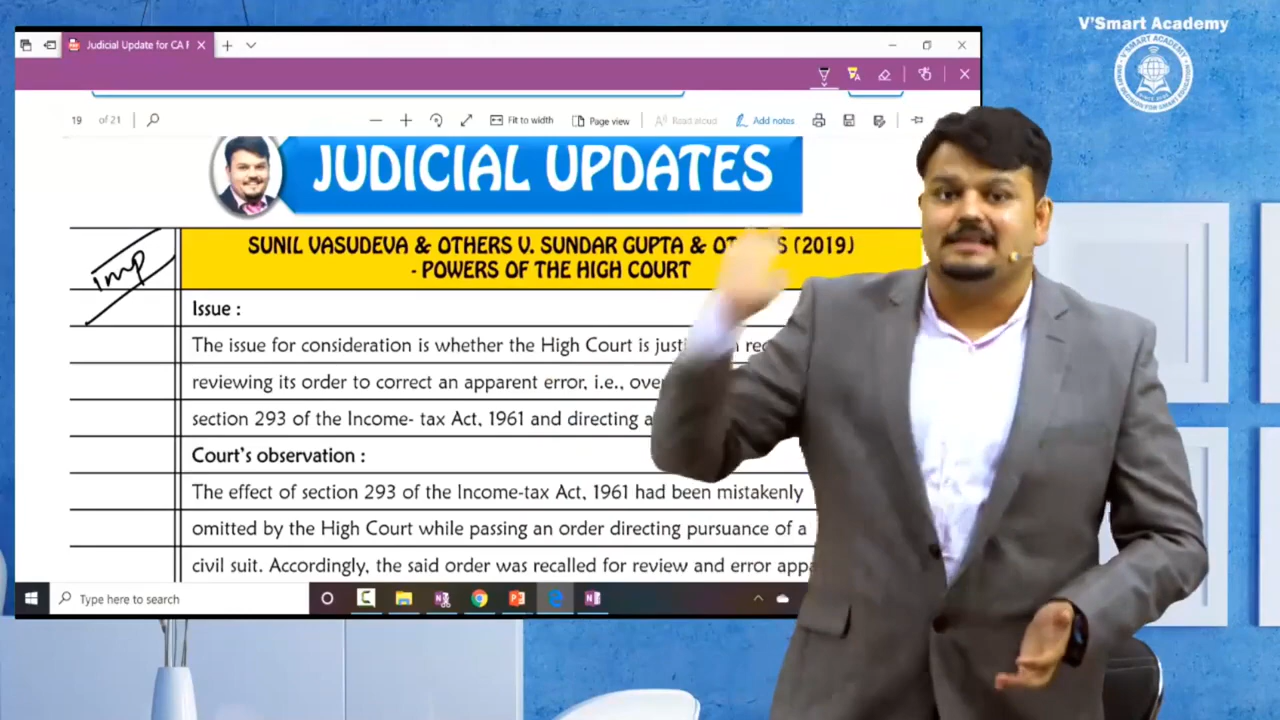 V'Smart Academy
Judicial Update for CA F
19 of 21
Fit to width
Page view
Read aloud
Add notes
JUDICIAL UPDATES
Imp
SUNIL VASUDEVA & OTHERS V. SUNDAR GUPTA & (2019)
- POWERS OF THE HIGH COURT
Issue :
The issue for consideration is whether the High Court is
reviewing its order to correct an apparent error, i.e.,
section 293 of the Income- tax Act, 1961 and directing
Court's observation :
The effect of section 293 of the Income-tax Act, 1961 had been mistakenly
omitted by the High Court while passing an order directing pursuance of a
civil suit. Accordingly, the said order was recalled for review and error
Type here to search